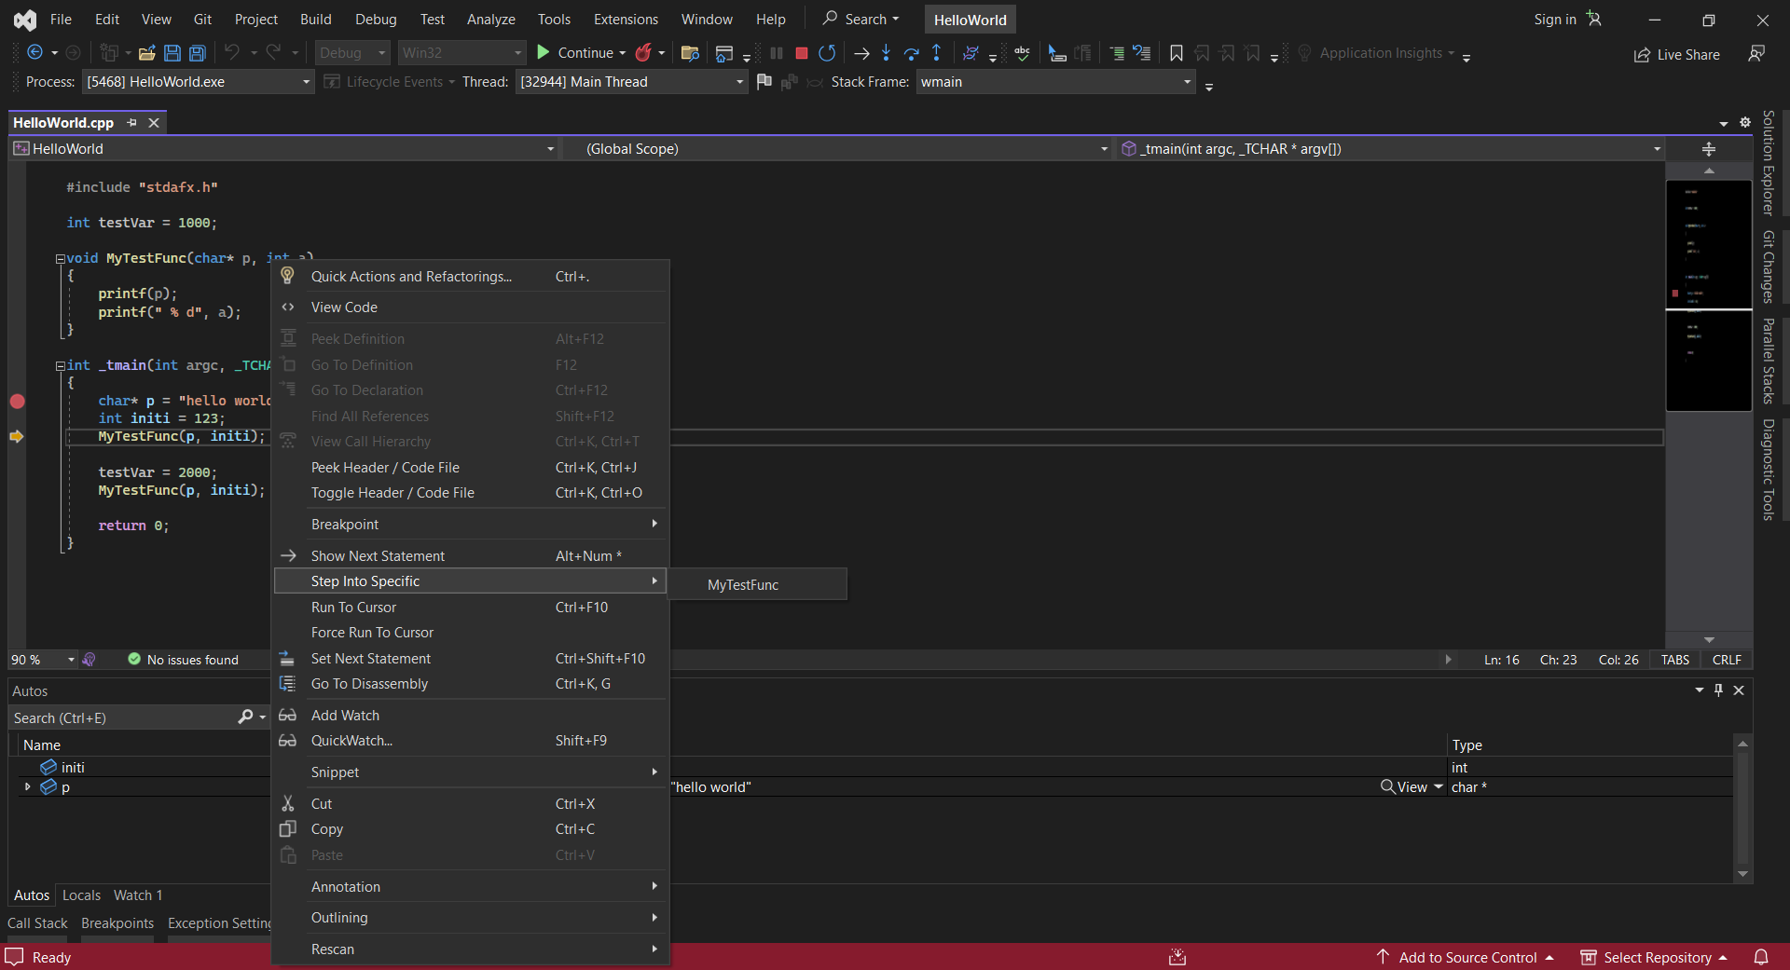 File Edit View Git Project Build Debug Test Analyze Tools Extensions Window Help Search HelloWorld Sign in
Debug Win32 Continue abc Application Insights Live Share
Process: [5468] HelloWorld.exe Lifecycle Events Thread: [32944] Main Thread Stack Frame: wmain
HelloWorld.cpp
HelloWorld (Global Scope) _tmain(int argc, _TCHAR * argv[])
#include "stdafx.h"
int testVar = 1000;
void MyTestFunc(char* p, int a)
{
printf(p);
printf(" % d", a);
}
int _tmain(int argc, _TCHA
{
char* p = "hello world
int initi = 123;
MyTestFunc(p, initi);
testVar = 2000;
MyTestFunc(p, initi);
return 0;
}
Quick Actions and Refactorings... Ctrl+.
View Code
Peek Definition Alt+F12
Go To Definition F12
Go To Declaration Ctrl+F12
Find All References Shift+F12
View Call Hierarchy Ctrl+K, Ctrl+T
Peek Header / Code File Ctrl+K, Ctrl+J
Toggle Header / Code File Ctrl+K, Ctrl+O
Breakpoint
Show Next Statement Alt+Num *
Step Into Specific
MyTestFunc
Run To Cursor Ctrl+F10
Force Run To Cursor
Set Next Statement Ctrl+Shift+F10
Go To Disassembly Ctrl+K, G
Add Watch
QuickWatch... Shift+F9
Snippet
Cut Ctrl+X
Copy Ctrl+C
Paste Ctrl+V
Annotation
Outlining
Rescan
Solution Explorer
Git Changes
Parallel Stacks
Diagnostic Tools
90 % No issues found Ln: 16 Ch: 23 Col: 26 TABS CRLF
Autos
Search (Ctrl+E)
Name Type
initi int
p "hello world" View char *
Autos Locals Watch 1
Call Stack Breakpoints Exception Setting
Ready Add to Source Control Select Repository